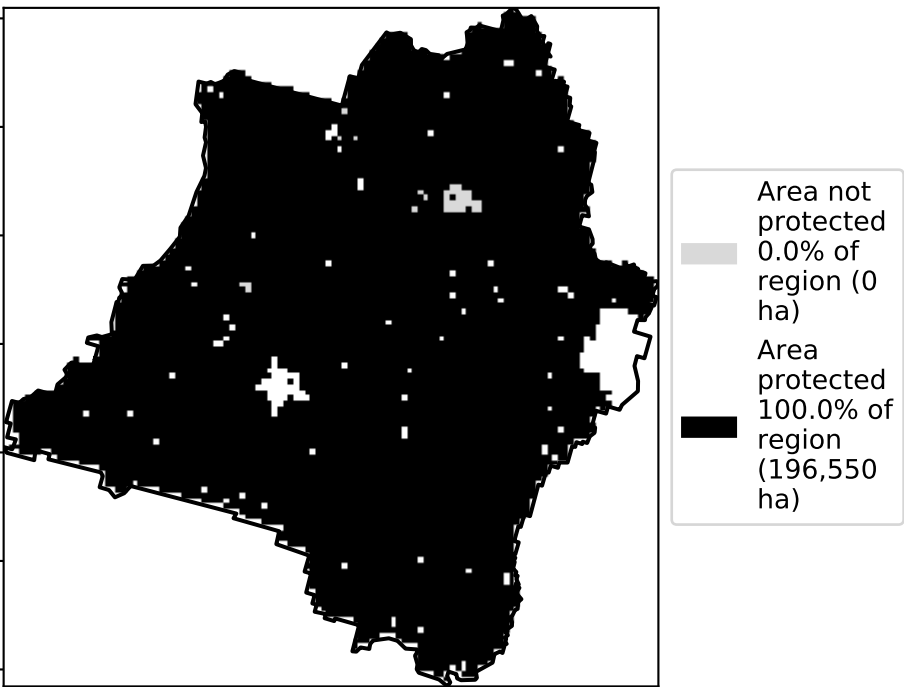 Area not
protected
0.0% of
region (0
ha)
Area
protected
100.0% of
region
(196,550
ha)